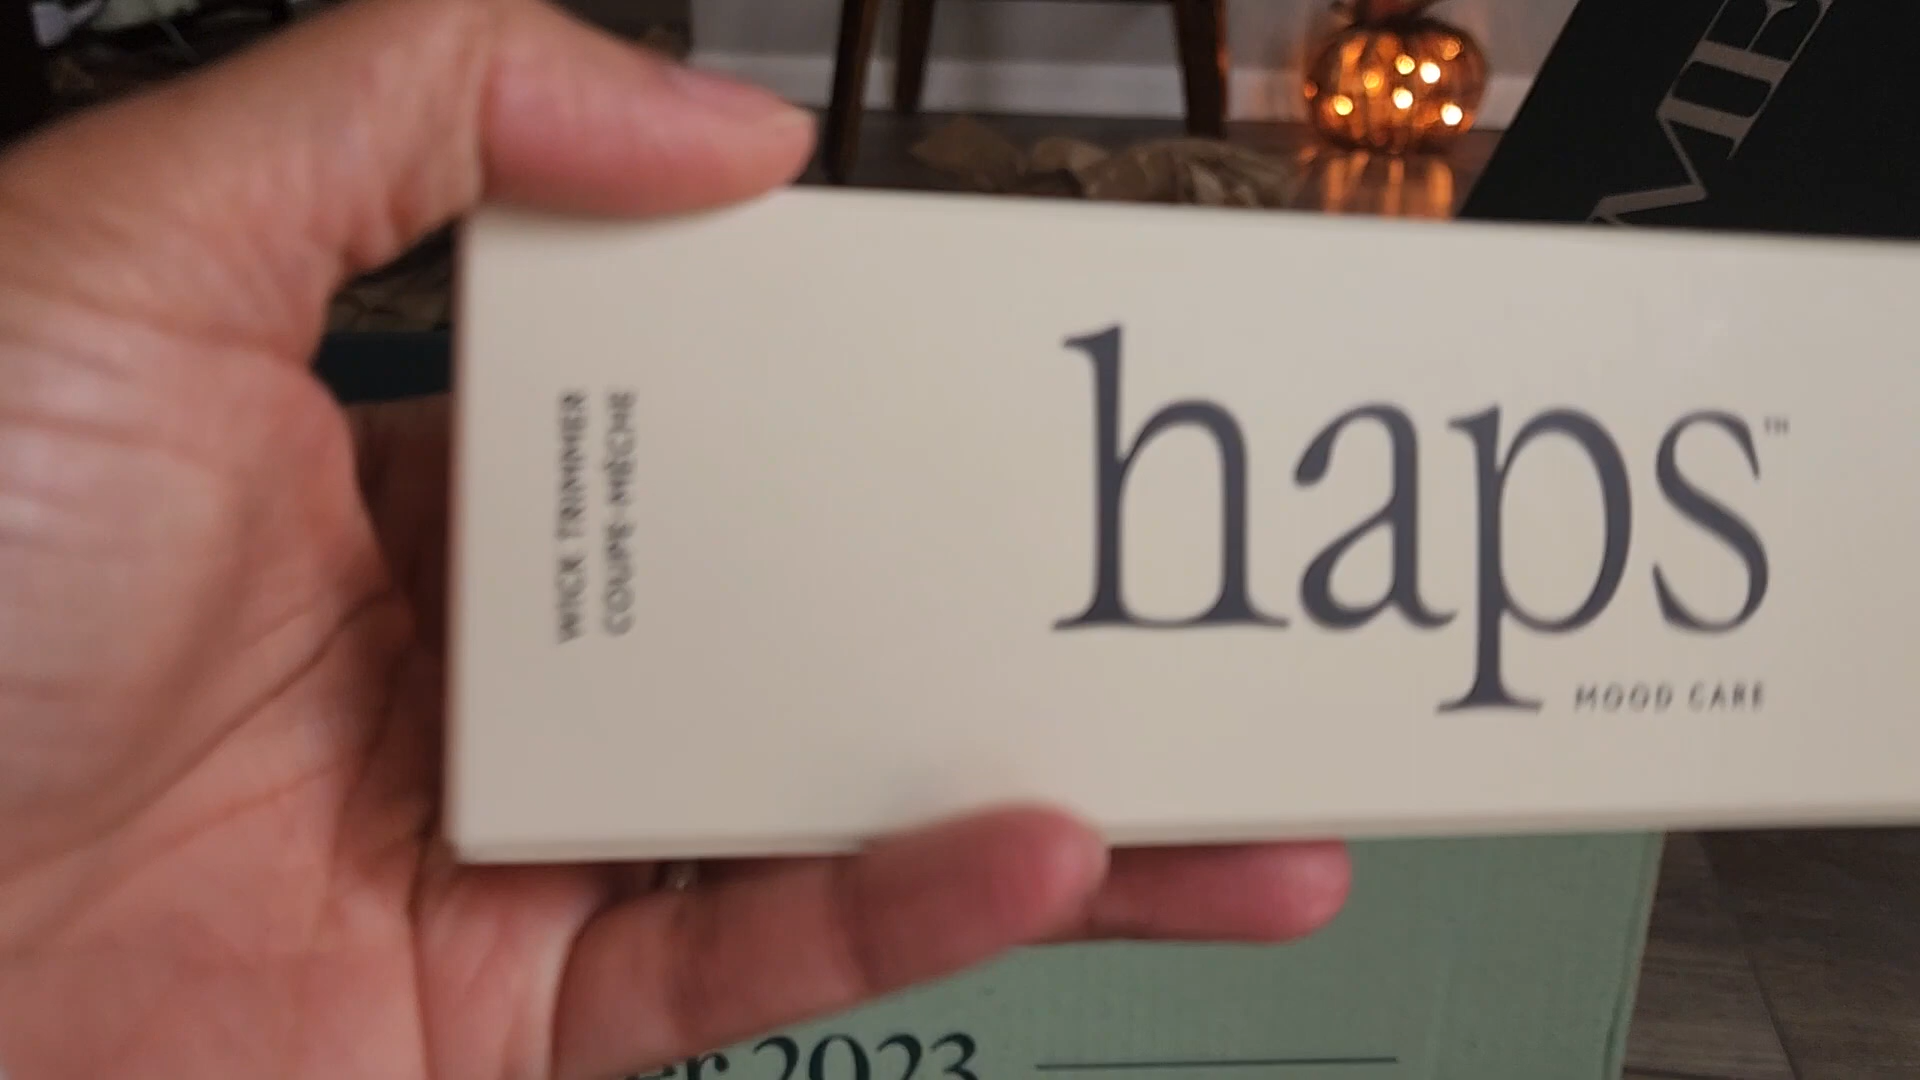 WICK TRIMMER
COUPE-MÈCHE
haps™
MOOD CARE
2023